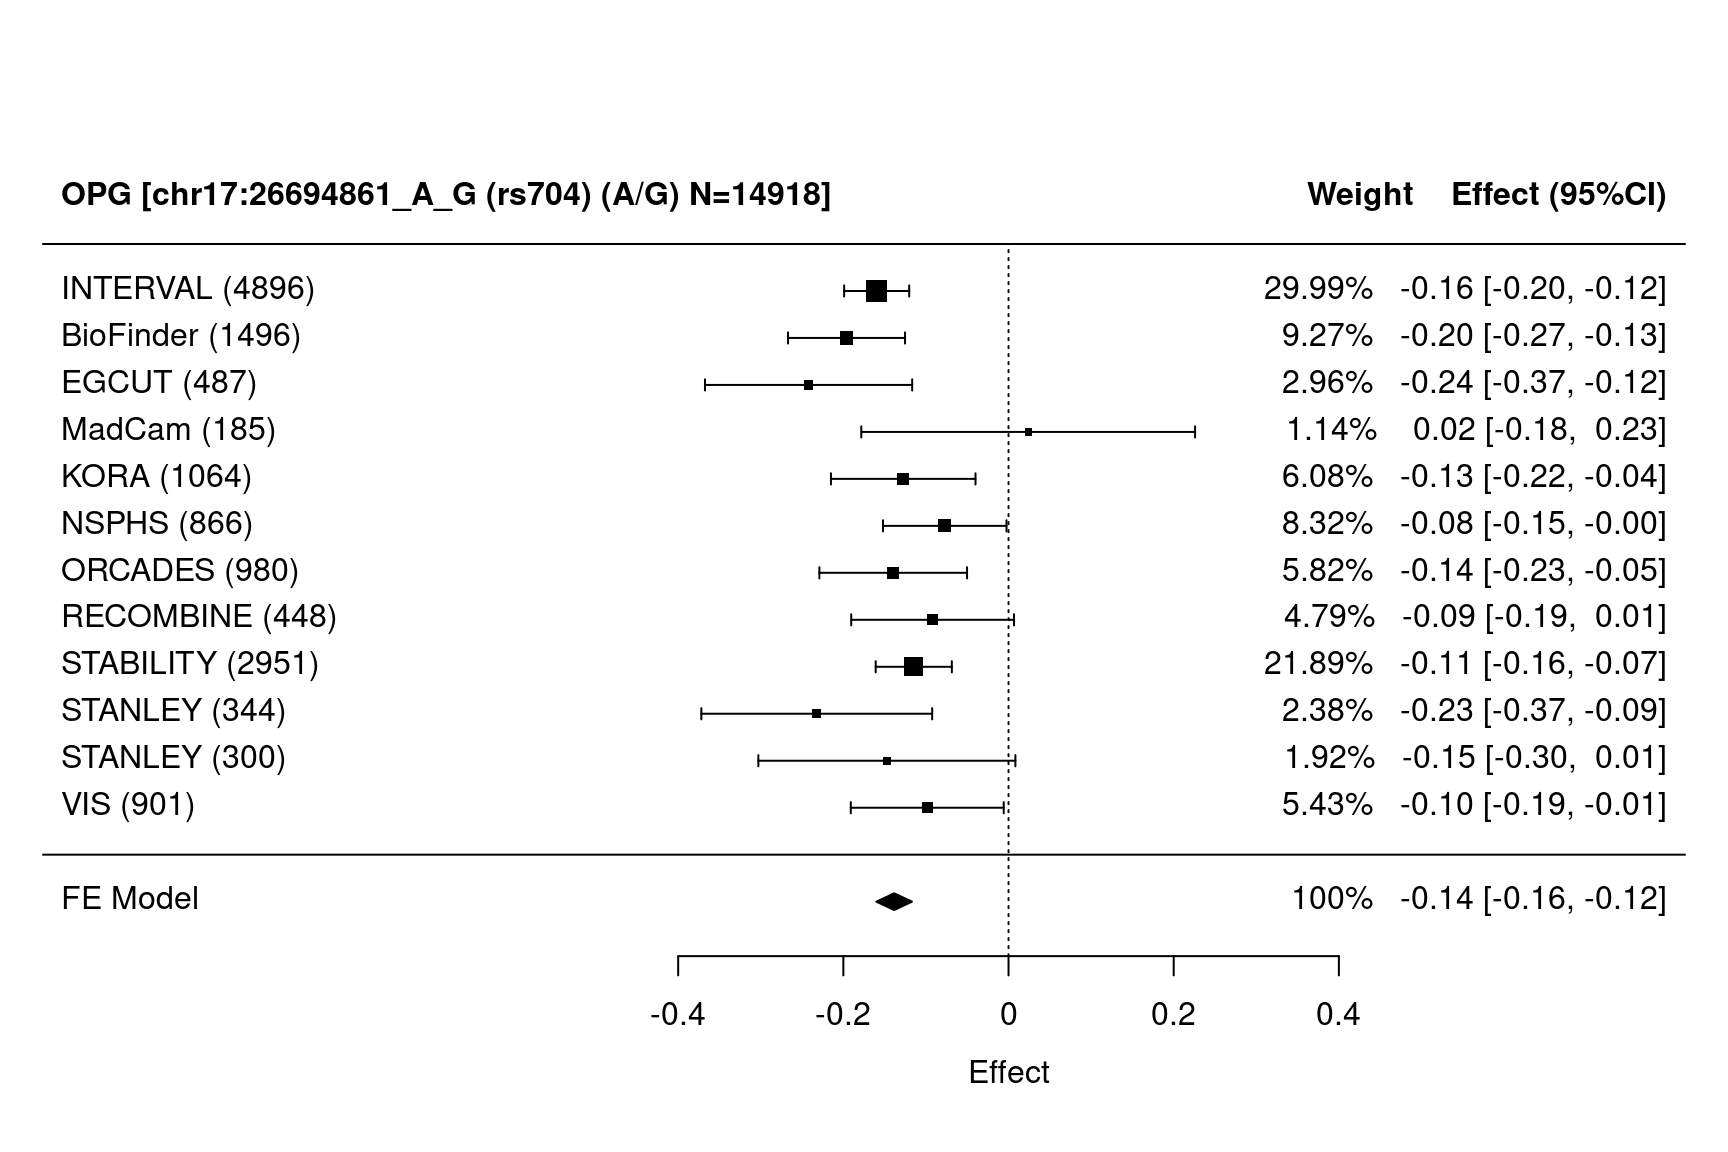 OPG [chr17:26694861_A_G (rs704) (A/G) N=14918] Weight Effect (95%CI)
INTERVAL (4896) 29.99% -0.16 [-0.20, -0.12]
BioFinder (1496) 9.27% -0.20 [-0.27, -0.13]
EGCUT (487) 2.96% -0.24 [-0.37, -0.12]
MadCam (185) 1.14% 0.02 [-0.18, 0.23]
KORA (1064) 6.08% -0.13 [-0.22, -0.04]
NSPHS (866) 8.32% -0.08 [-0.15, -0.00]
ORCADES (980) 5.82% -0.14 [-0.23, -0.05]
RECOMBINE (448) 4.79% -0.09 [-0.19, 0.01]
STABILITY (2951) 21.89% -0.11 [-0.16, -0.07]
STANLEY (344) 2.38% -0.23 [-0.37, -0.09]
STANLEY (300) 1.92% -0.15 [-0.30, 0.01]
VIS (901) 5.43% -0.10 [-0.19, -0.01]
FE Model 100% -0.14 [-0.16, -0.12]
-0.4 -0.2 0 0.2 0.4
Effect